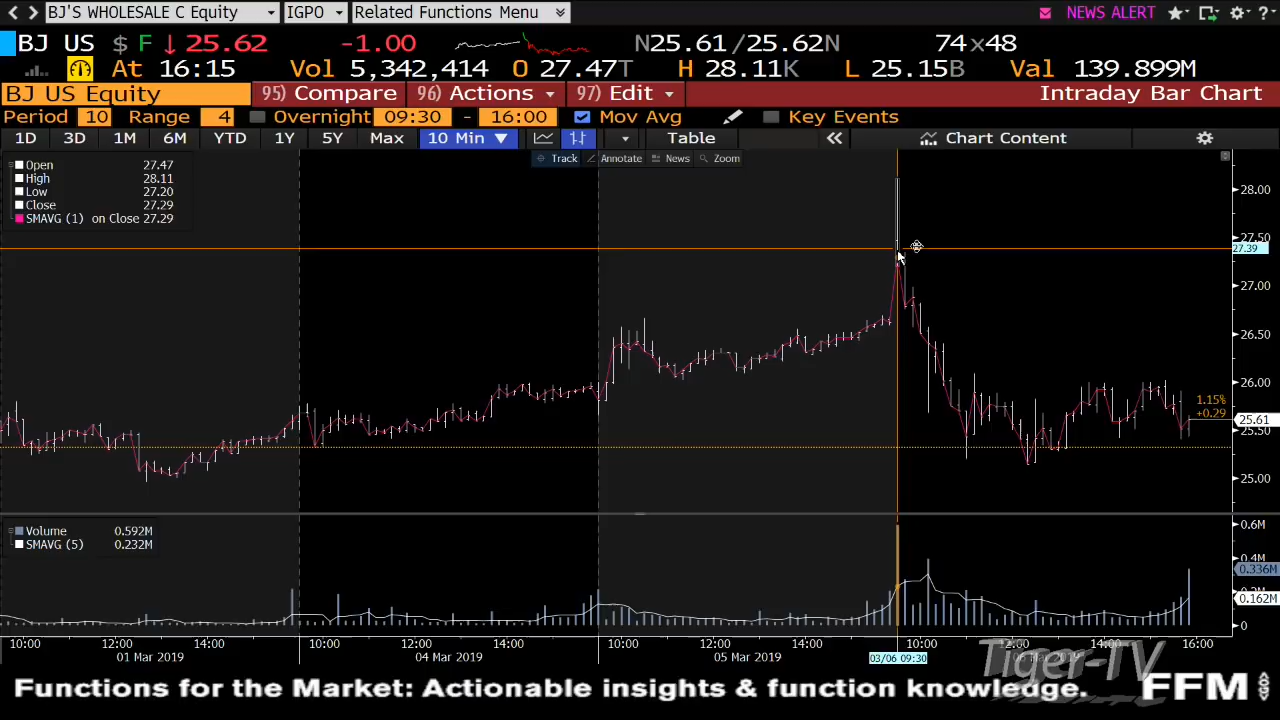 BJ'S WHOLESALE C Equity IGPO Related Functions Menu NEWS ALERT
BJ US $ F ↓ 25.62 -1.00 N25.61/25.62N 74x48
At 16:15 Vol 5,342,414 O 27.47T H 28.11K L 25.15B Val 139.899M
BJ US Equity 95) Compare 96) Actions 97) Edit Intraday Bar Chart
Period 10 Range 4 Overnight 09:30 - 16:00 Mov Avg Key Events
1D 3D 1M 6M YTD 1Y 5Y Max 10 Min ▼ Table « Chart Content
Track Annotate News Zoom
Open 27.47
High 28.11
Low 27.20
Close 27.29
SMAVG (1) on Close 27.29
28.00
27.50
27.39
27.00
26.50
26.00
1.15%
+0.29
25.61
25.50
25.00
Volume 0.592M
SMAVG (5) 0.232M
0.6M
0.4M
0.336M
0.162M
0
10:00 12:00 14:00 10:00 12:00 14:00 10:00 12:00 14:00 10:00 12:00 14:00 16:00
01 Mar 2019 04 Mar 2019 05 Mar 2019 03/06 09:30 06 Mar 2019
Tiger-TV
Functions for the Market: Actionable insights & function knowledge. FFM